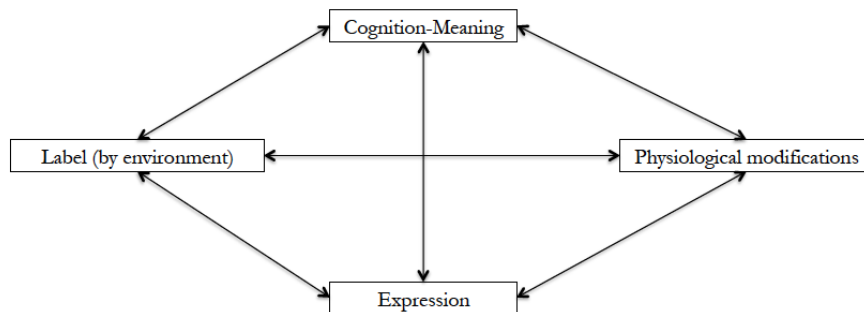 Cognition-Meaning
Label (by environment)
Physiological modifications
Expression